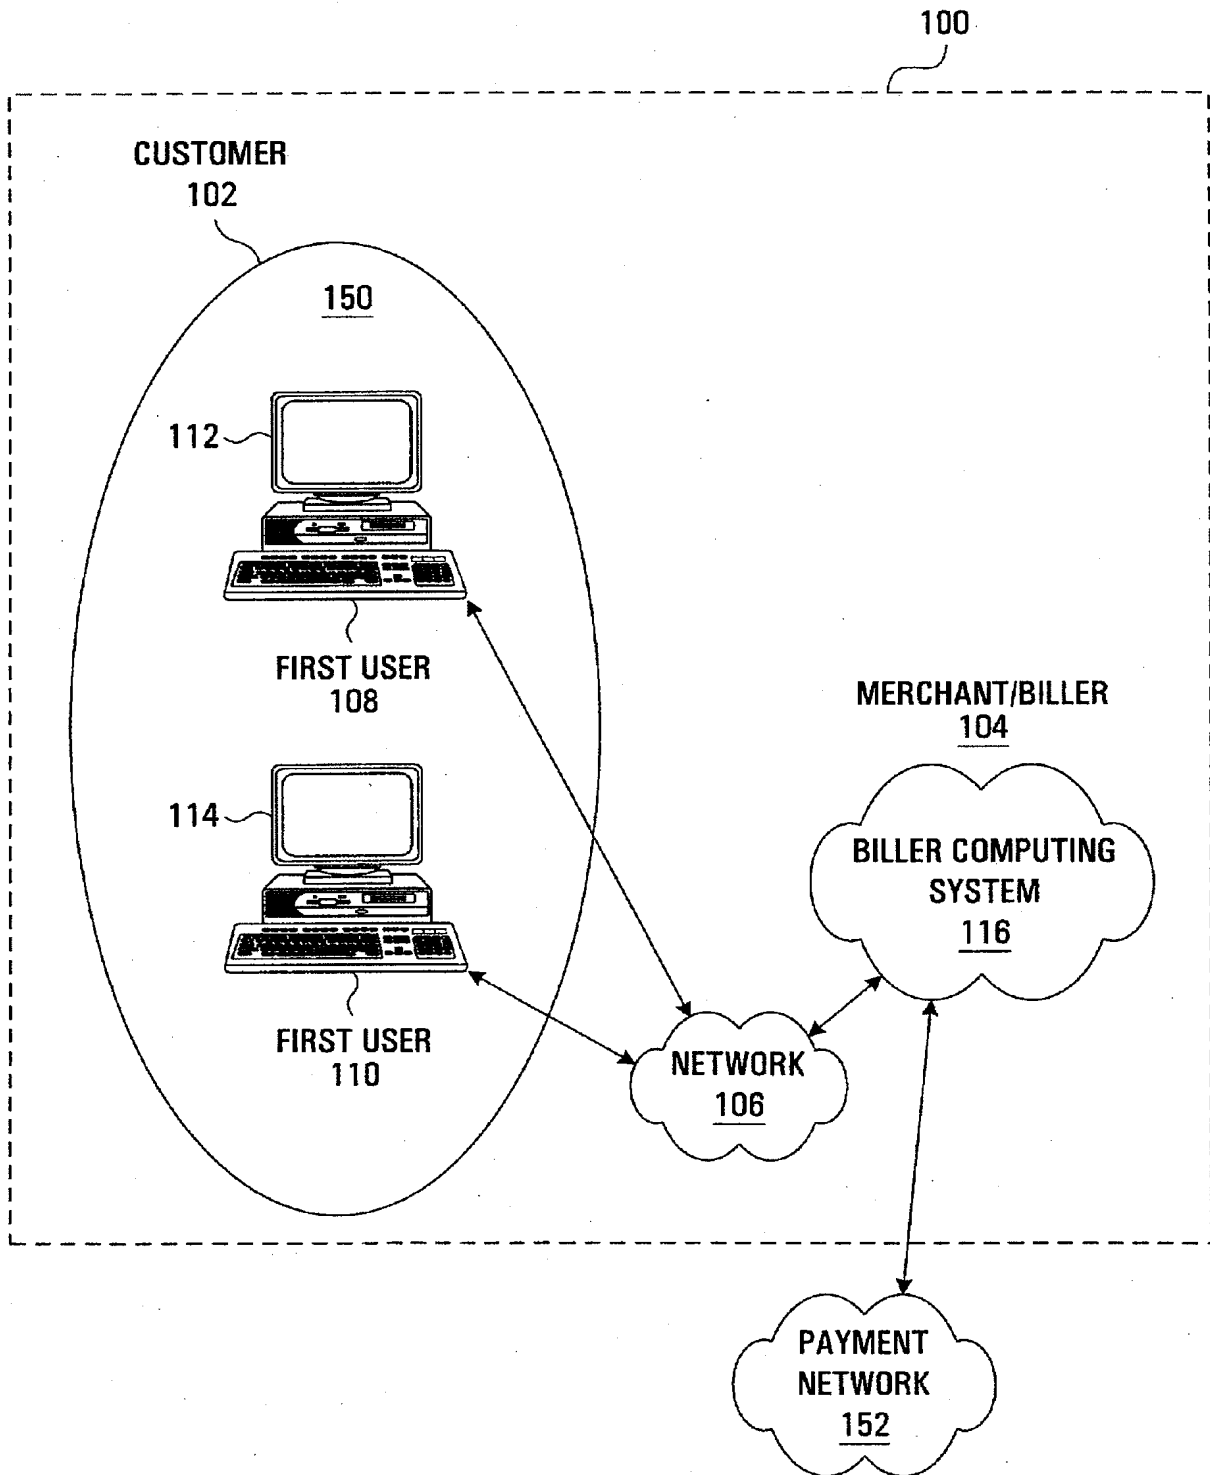 100
CUSTOMER
102
150
112
FIRST USER
108
114
FIRST USER
110
MERCHANT/BILLER
104
BILLER COMPUTING
SYSTEM
116
NETWORK
106
PAYMENT
NETWORK
152